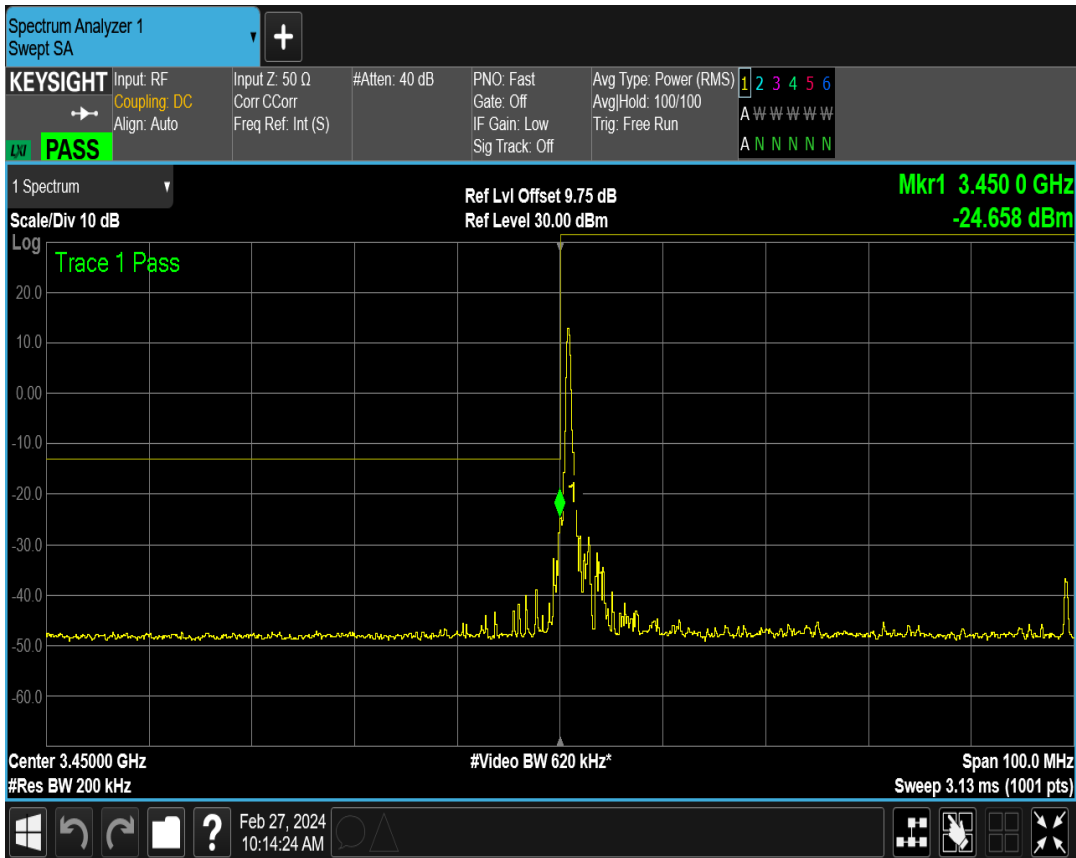 Spectrum Analyzer 1
Swept SA
+
KEYSIGHT
LXI PASS
Input: RF
Coupling: DC
Align: Auto
Input Z: 50 Ω
Corr CCorr
Freq Ref: Int (S)
#Atten: 40 dB
PNO: Fast
Gate: Off
IF Gain: Low
Sig Track: Off
Avg Type: Power (RMS)
Avg|Hold: 100/100
Trig: Free Run
1 2 3 4 5 6
A W W W W W
A N N N N N
1 Spectrum
Scale/Div 10 dB
Ref Lvl Offset 9.75 dB
Ref Level 30.00 dBm
Mkr1 3.450 0 GHz
-24.658 dBm
Log
Trace 1 Pass
20.0
10.0
0.00
-10.0
-20.0
-30.0
-40.0
-50.0
-60.0
Center 3.45000 GHz
#Video BW 620 kHz*
Span 100.0 MHz
#Res BW 200 kHz
Sweep 3.13 ms (1001 pts)
?
Feb 27, 2024
10:14:24 AM